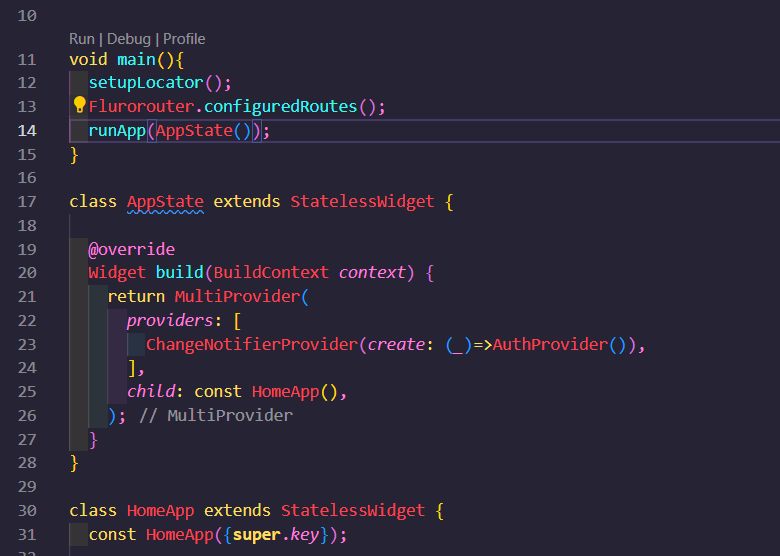 10
Run | Debug | Profile
11 void main(){
12   setupLocator();
13   Flurorouter.configuredRoutes();
14   runApp(AppState());
15 }
16
17 class AppState extends StatelessWidget {
18
19   @override
20   Widget build(BuildContext context) {
21     return MultiProvider(
22       providers: [
23         ChangeNotifierProvider(create: (_)=>AuthProvider()),
24       ],
25       child: const HomeApp(),
26     ); // MultiProvider
27   }
28 }
29
30 class HomeApp extends StatelessWidget {
31   const HomeApp({super.key});